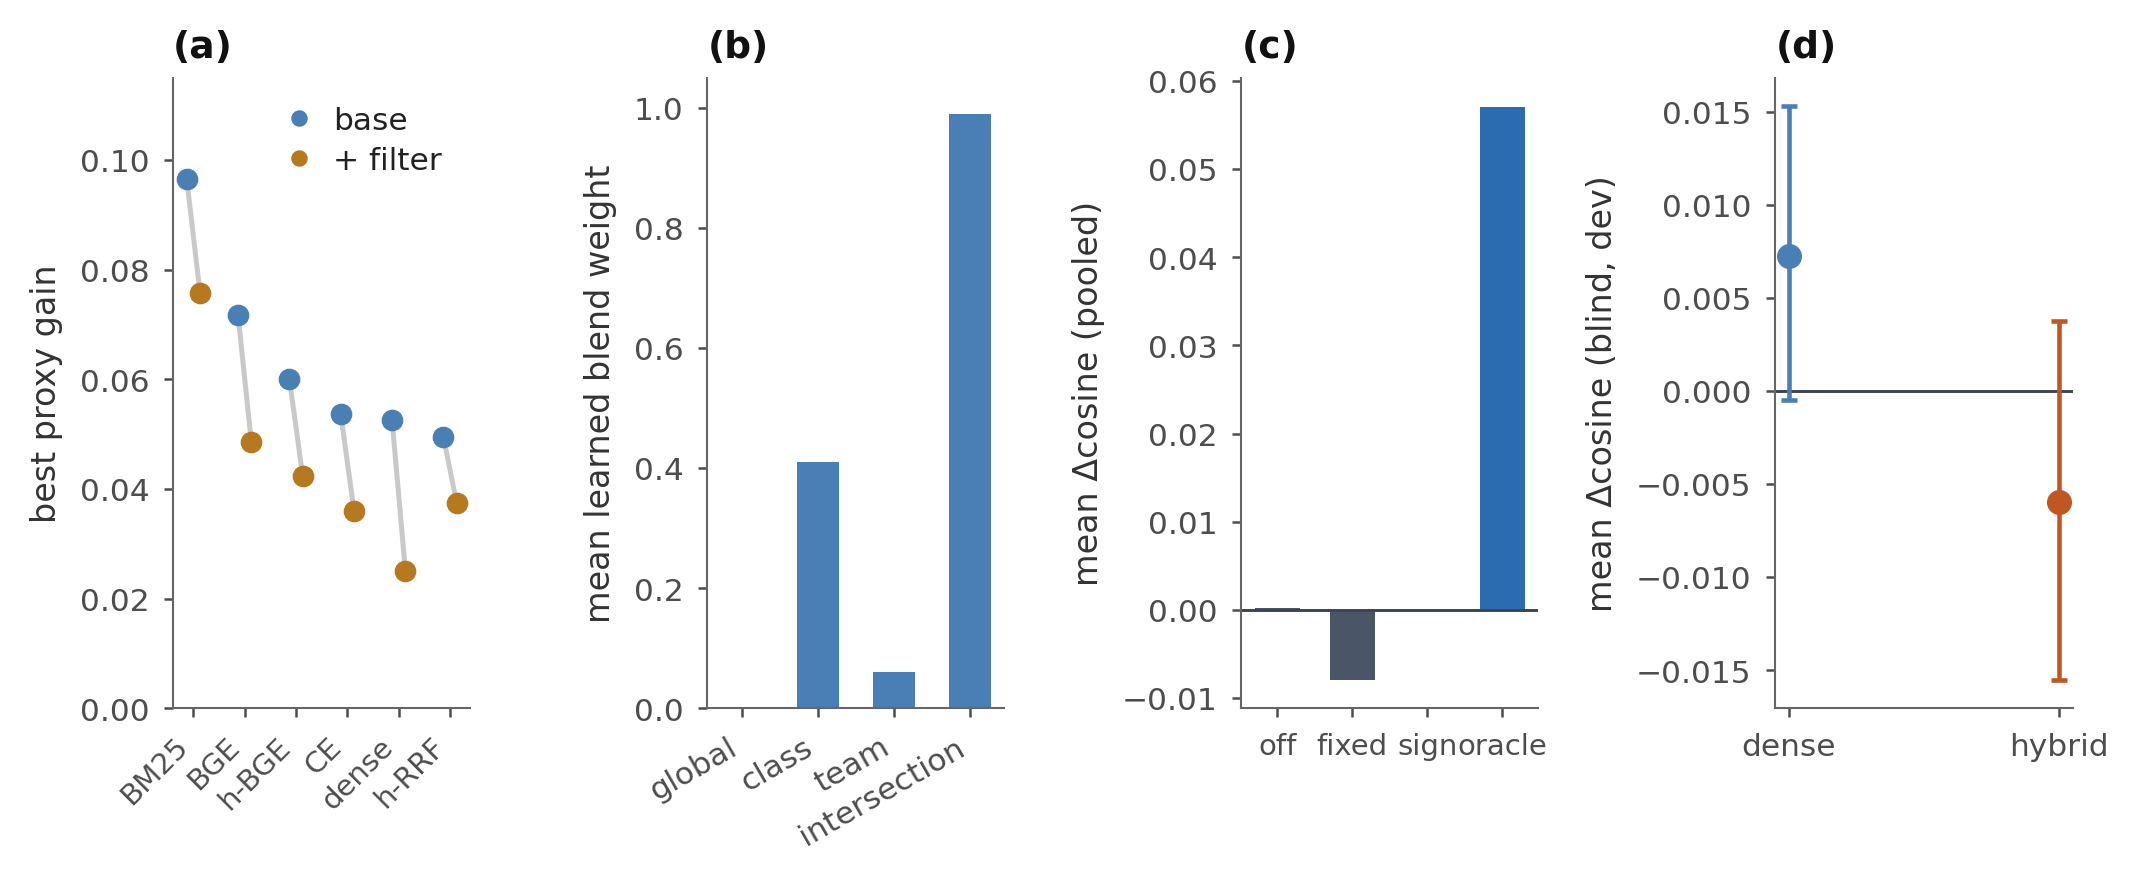 (a)
best proxy gain
0.10
0.08
0.06
0.04
0.02
0.00
base
+ filter
BM25
BGE
h-BGE
CE
dense
h-RRF
(b)
mean learned blend weight
1.0
0.8
0.6
0.4
0.2
0.0
global
class
team
intersection
(c)
mean Δcosine (pooled)
0.06
0.05
0.04
0.03
0.02
0.01
0.00
−0.01
off
fixed
sign
oracle
(d)
mean Δcosine (blind, dev)
0.015
0.010
0.005
0.000
−0.005
−0.010
−0.015
dense
hybrid